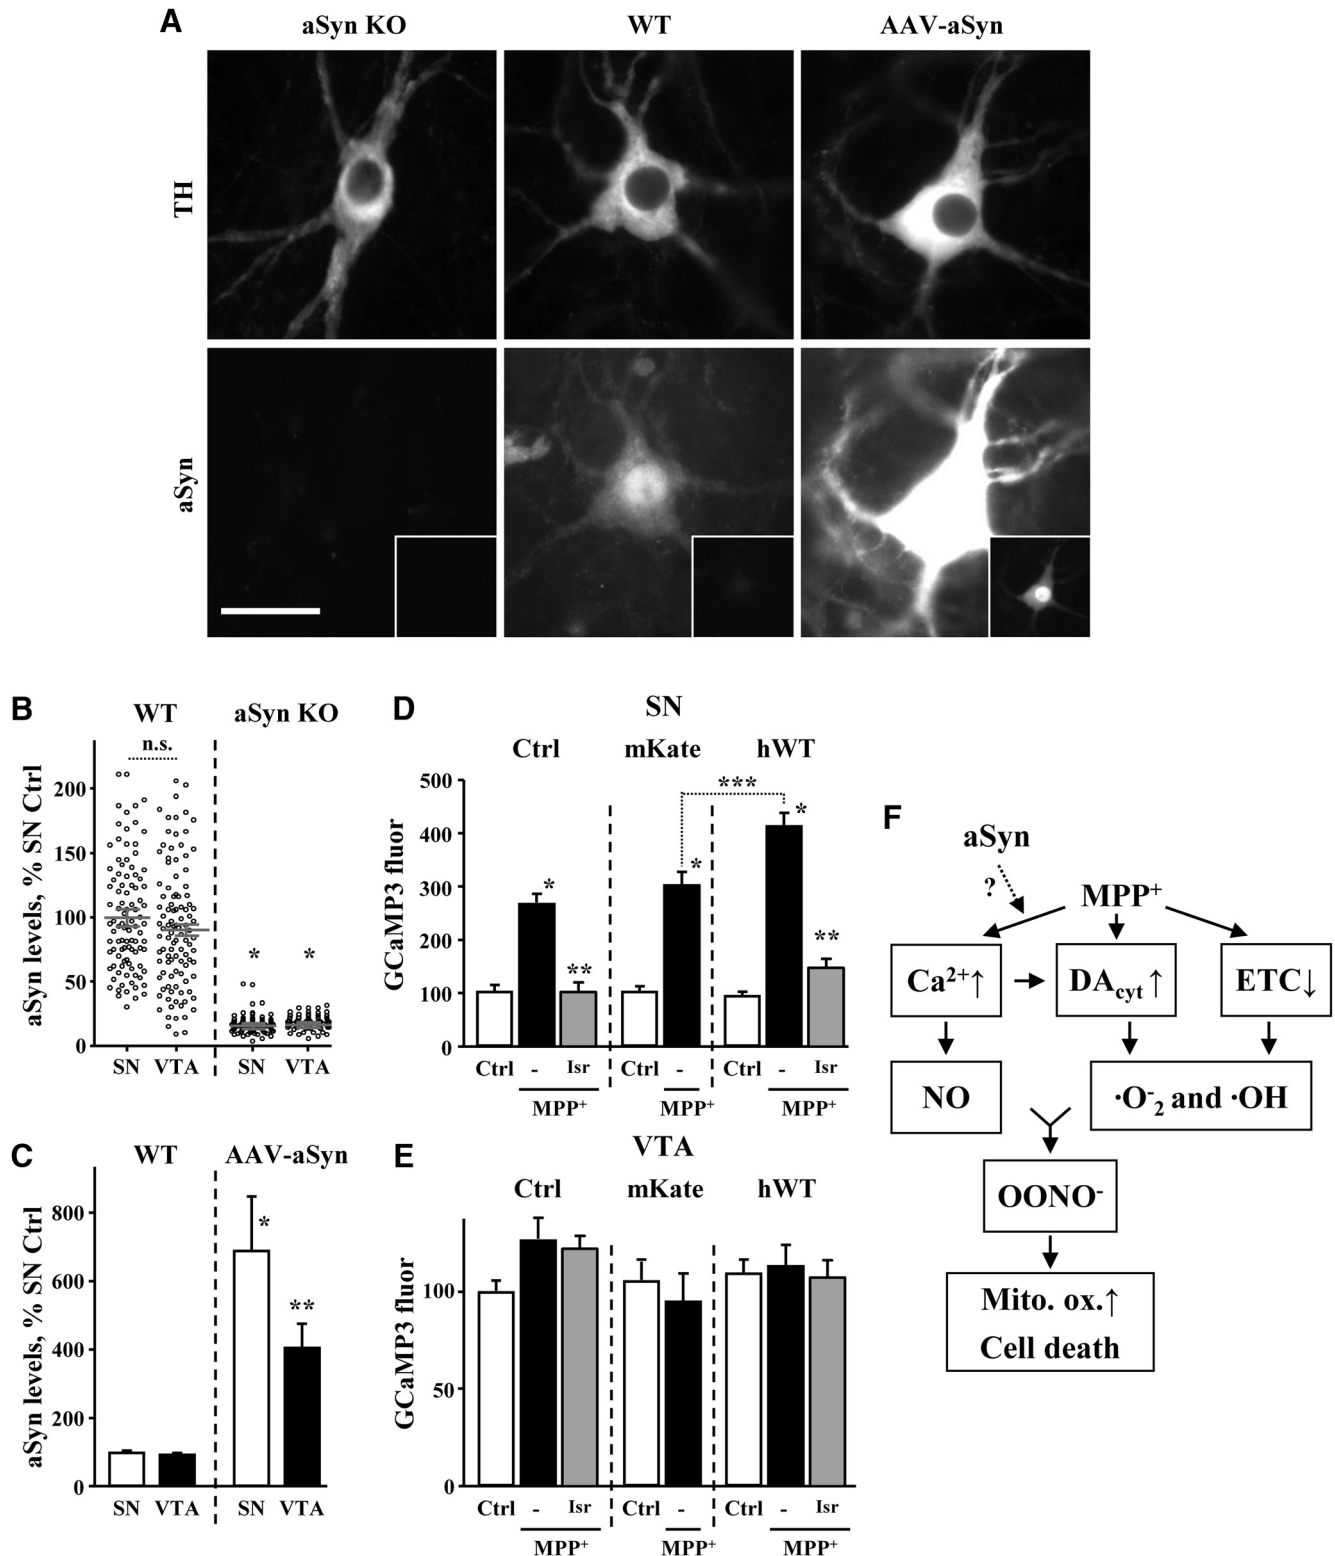 A
aSyn KO WT AAV-aSyn
TH
aSyn
B
WT aSyn KO
n.s.
aSyn levels, % SN Ctrl
200
150
100
50
0
* *
SN VTA SN VTA
C
WT AAV-aSyn
aSyn levels, % SN Ctrl
800
600
400
200
0
*
**
SN VTA SN VTA
D
SN
Ctrl mKate hWT
GCaMP3 fluor
500
400
300
200
100
0
***
* * *
** **
Ctrl - Isr Ctrl - Ctrl - Isr
MPP+ MPP+ MPP+
E
VTA
Ctrl mKate hWT
GCaMP3 fluor
100
50
0
Ctrl - Isr Ctrl - Ctrl - Isr
MPP+ MPP+ MPP+
F
aSyn
?
MPP+
Ca2+↑ DAcyt ↑ ETC↓
NO ·O-2 and ·OH
OONO-
Mito. ox.↑
Cell death